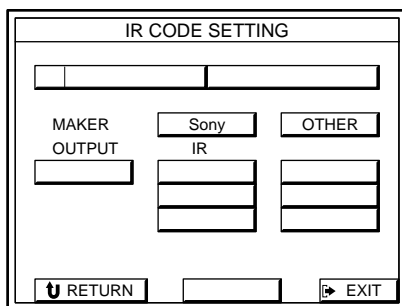 IR CODE SETTING
MAKER Sony OTHER
OUTPUT IR
RETURN EXIT